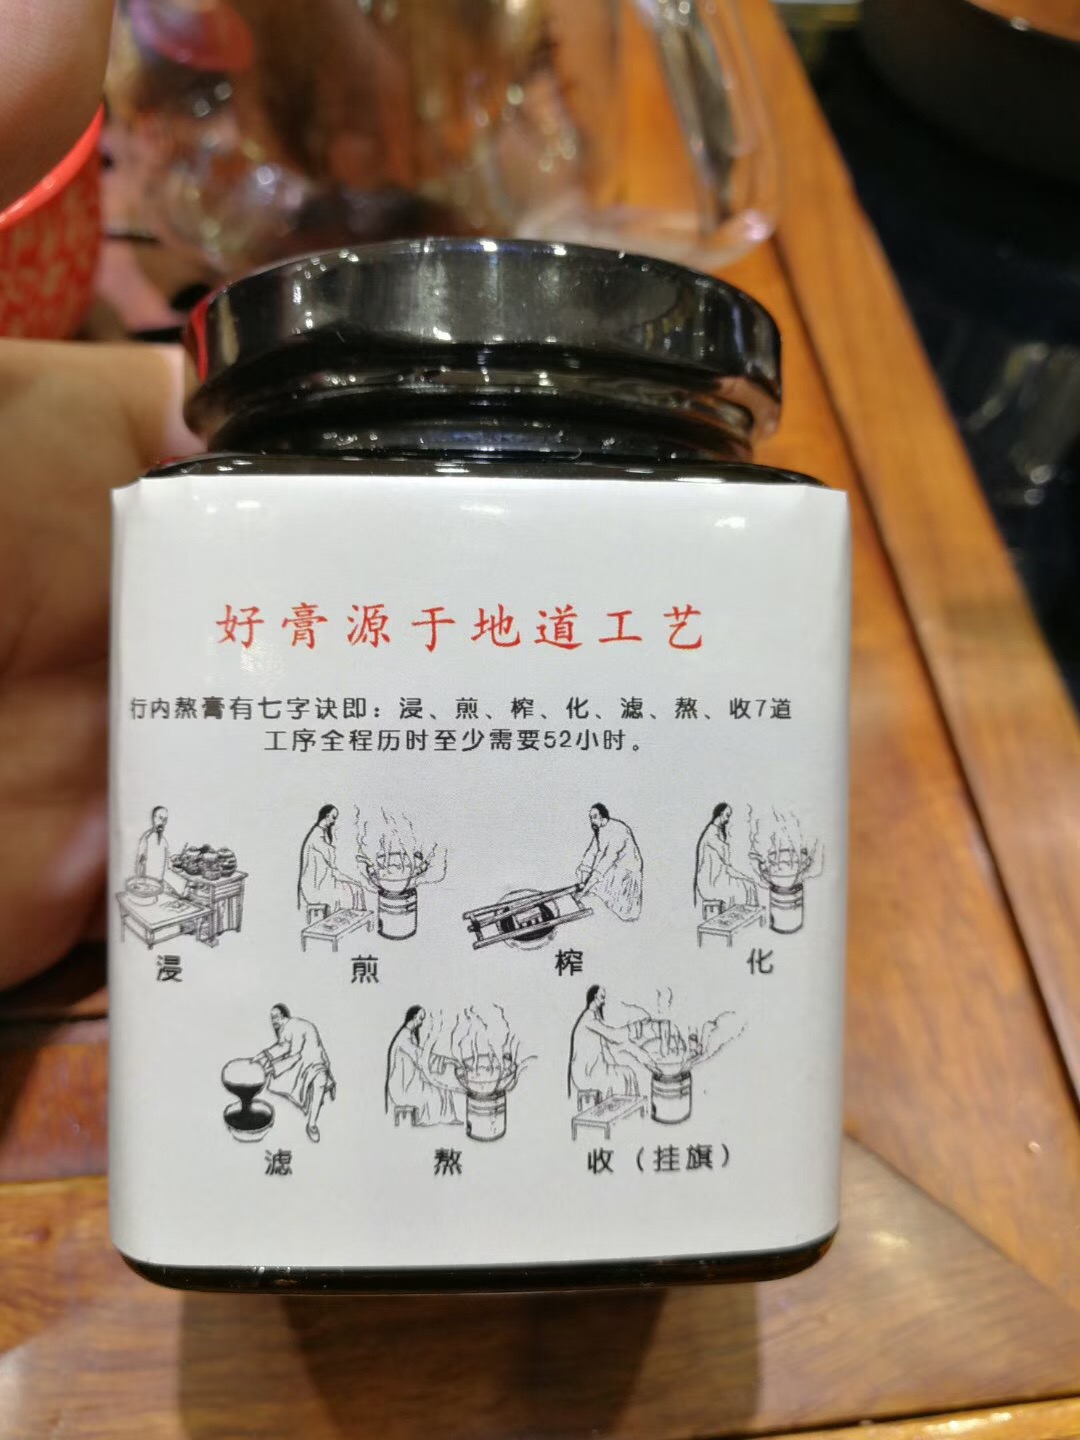 好膏源于地道工艺
行内熬膏有七字诀即：浸、煎、榨、化、滤、熬、收7道
工序全程历时至少需要52小时。
浸 煎 榨 化
滤 熬 收（挂旗）